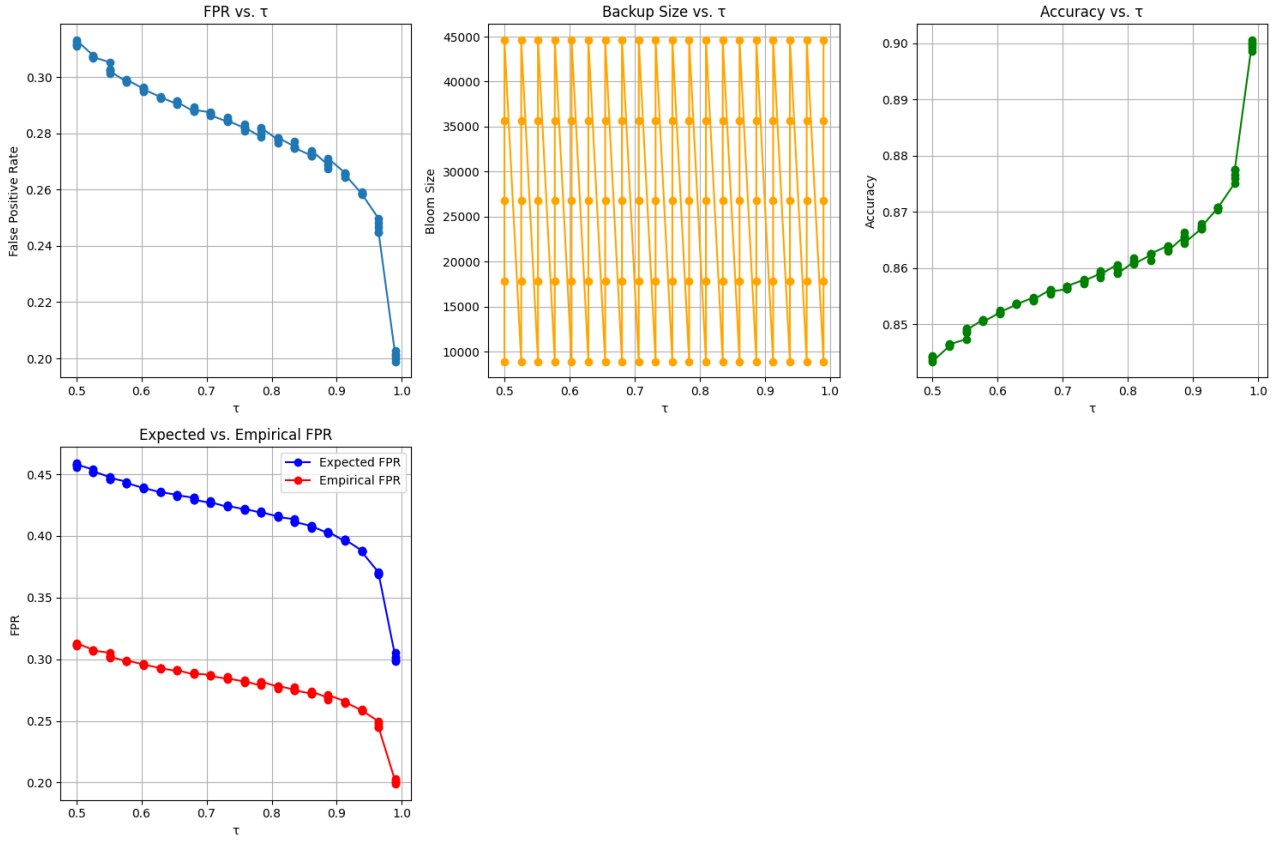 FPR vs. τ
False Positive Rate
0.30
0.28
0.26
0.24
0.22
0.20
0.5 0.6 0.7 0.8 0.9 1.0
τ
Backup Size vs. τ
Bloom Size
45000
40000
35000
30000
25000
20000
15000
10000
0.5 0.6 0.7 0.8 0.9 1.0
τ
Accuracy vs. τ
Accuracy
0.90
0.89
0.88
0.87
0.86
0.85
0.5 0.6 0.7 0.8 0.9 1.0
τ
Expected vs. Empirical FPR
Expected FPR
Empirical FPR
FPR
0.45
0.40
0.35
0.30
0.25
0.20
0.5 0.6 0.7 0.8 0.9 1.0
τ